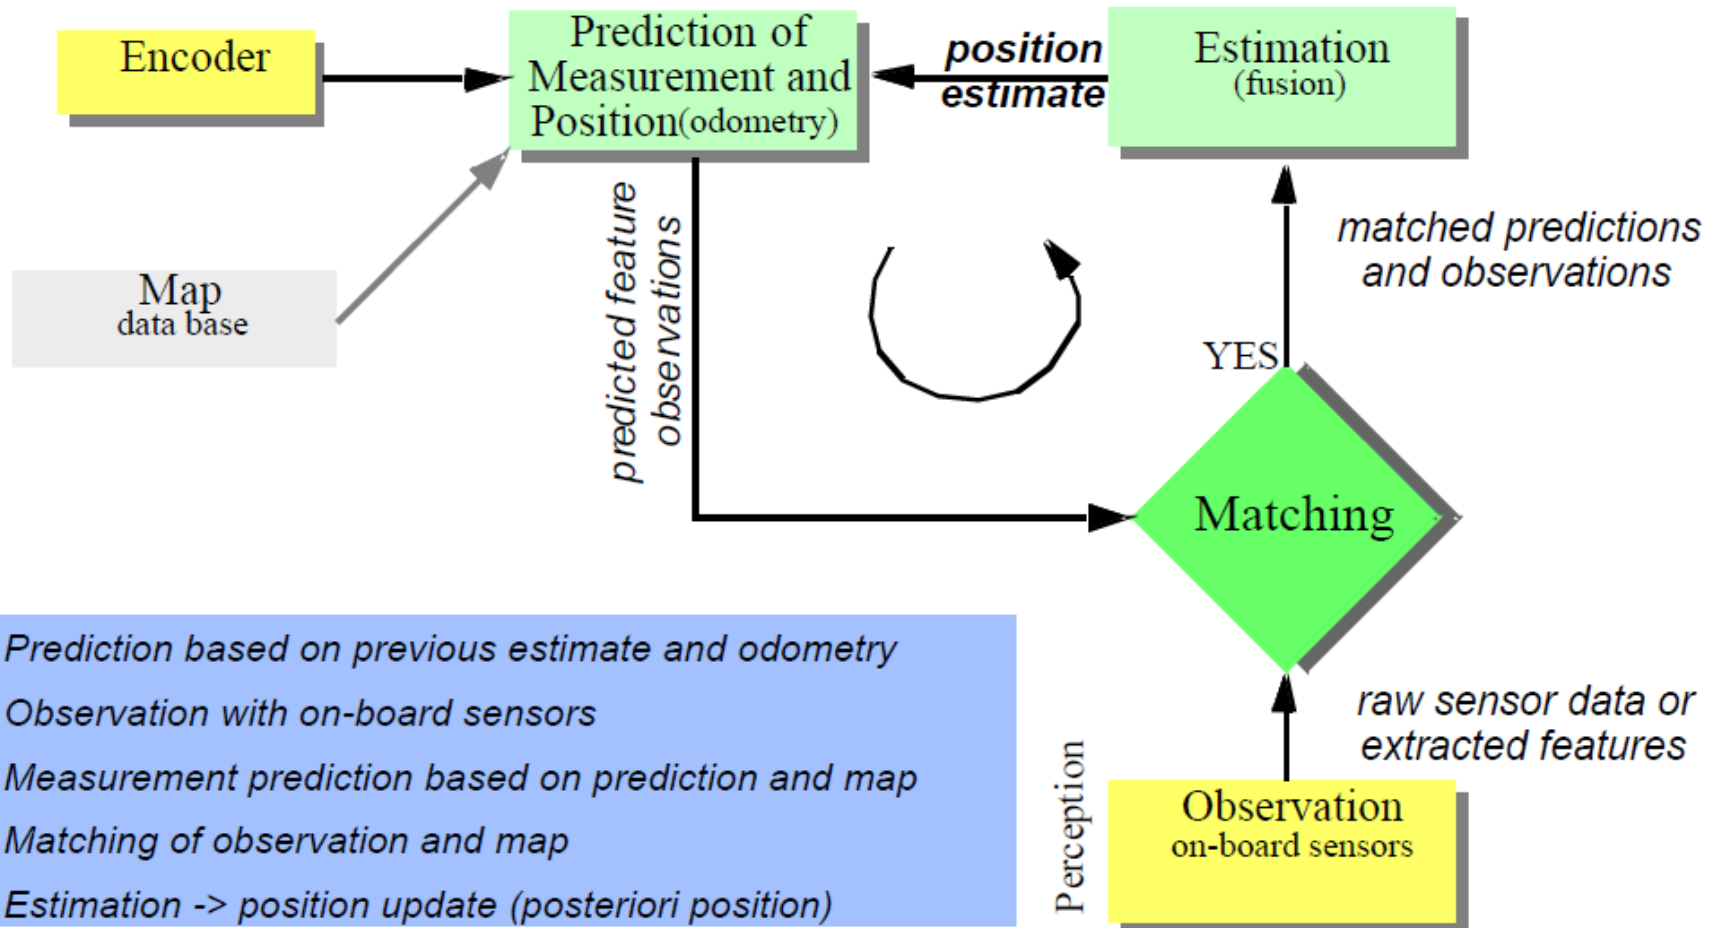 Encoder
Prediction of
Measurement and
Position(odometry)
position
estimate
Estimation
(fusion)
Map
data base
predicted feature
observations
matched predictions
and observations
YES
Matching
raw sensor data or
extracted features
Perception
Observation
on-board sensors
Prediction based on previous estimate and odometry
Observation with on-board sensors
Measurement prediction based on prediction and map
Matching of observation and map
Estimation -> position update (posteriori position)